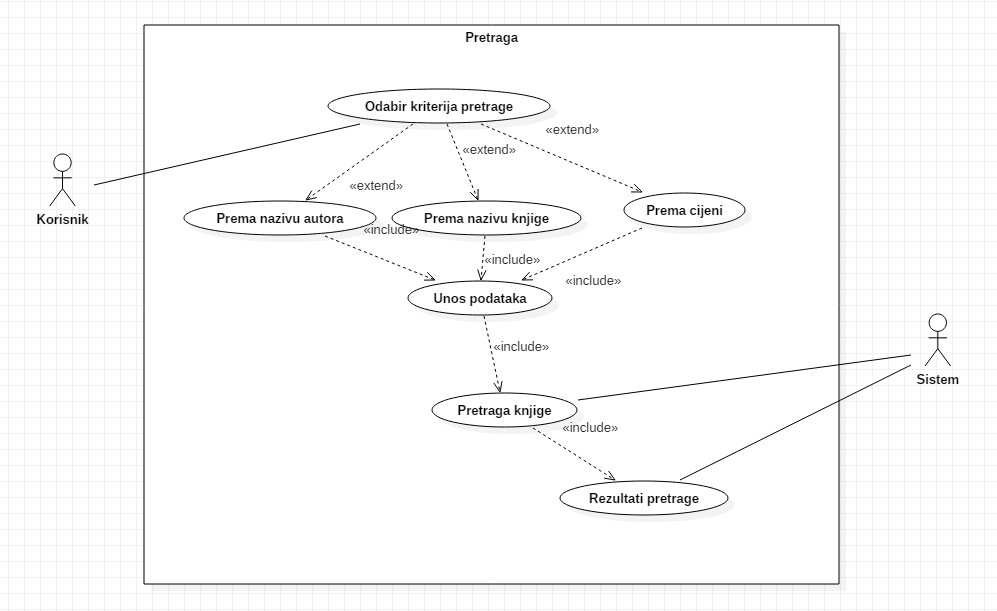 Pretraga
Odabir kriterija pretrage
«extend»
«extend»
«extend»
Korisnik
Prema nazivu autora
Prema nazivu knjige
Prema cijeni
«include»
«include»
«include»
Unos podataka
«include»
Sistem
Pretraga knjige
«include»
Rezultati pretrage